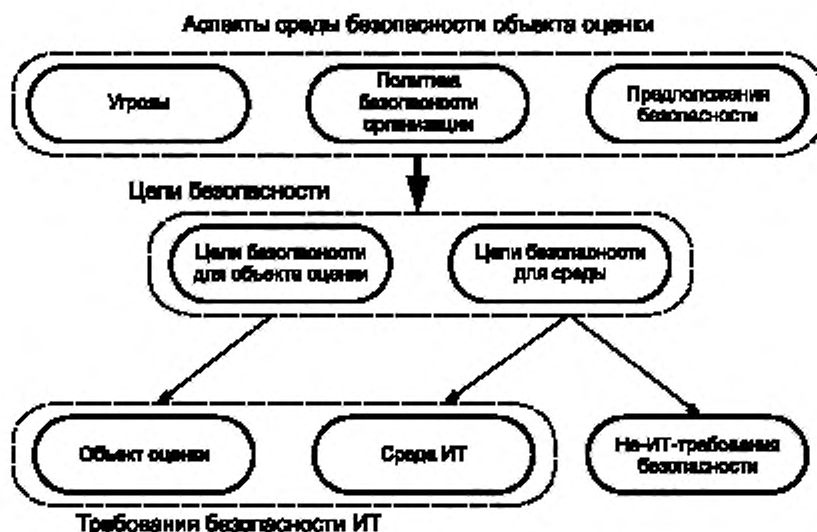 Аспекты среды безопасности объекта оценки
Угрозы
Политика
безопасности
организации
Предположения
безопасности
Цели безопасности
Цели безопасности
для объекта оценки
Цели безопасности
для среды
Объект оценки
Среда ИТ
Не-ИТ-требования
безопасности
Требования безопасности ИТ